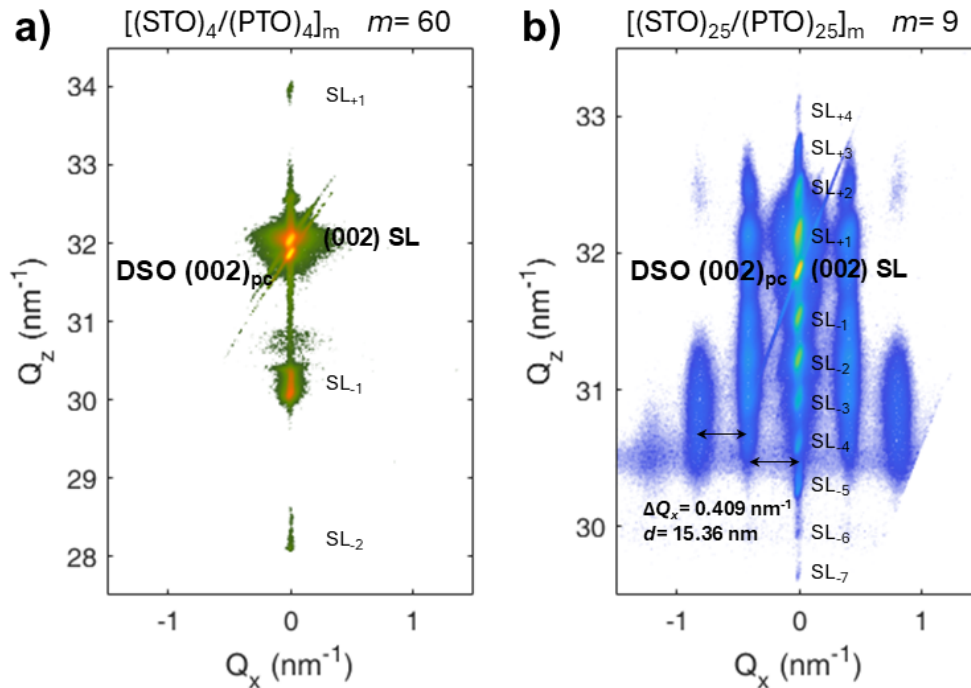 a)
[(STO)₄/(PTO)₄]ₘ m= 60
SL₊₁
(002) SL
DSO (002)pc
SL₋₁
SL₋₂
34
33
32
31
30
29
28
Q_z (nm⁻¹)
-1 0 1
Q_x (nm⁻¹)
b)
[(STO)₂₅/(PTO)₂₅]ₘ m= 9
SL₊₄
SL₊₃
SL₊₂
SL₊₁
DSO (002)pc
(002) SL
SL₋₁
SL₋₂
SL₋₃
SL₋₄
SL₋₅
SL₋₆
SL₋₇
ΔQₓ= 0.409 nm⁻¹
d= 15.36 nm
33
32
31
30
Q_z (nm⁻¹)
-1 0 1
Q_x (nm⁻¹)